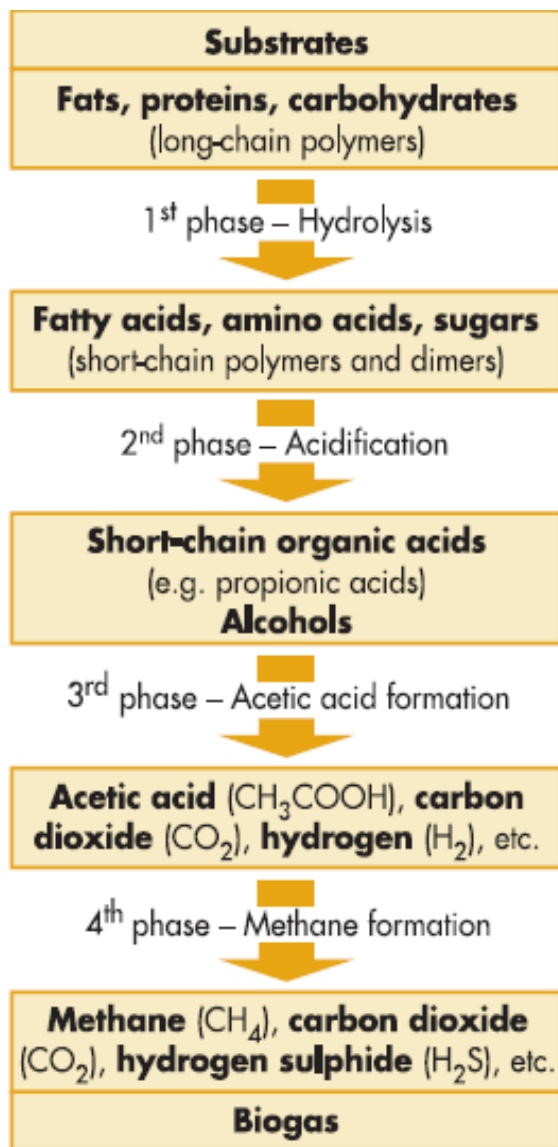 Substrates
Fats, proteins, carbohydrates
(long-chain polymers)
1st phase – Hydrolysis
Fatty acids, amino acids, sugars
(short-chain polymers and dimers)
2nd phase – Acidification
Short-chain organic acids
(e.g. propionic acids)
Alcohols
3rd phase – Acetic acid formation
Acetic acid (CH₃COOH), carbon
dioxide (CO₂), hydrogen (H₂), etc.
4th phase – Methane formation
Methane (CH₄), carbon dioxide
(CO₂), hydrogen sulphide (H₂S), etc.
Biogas